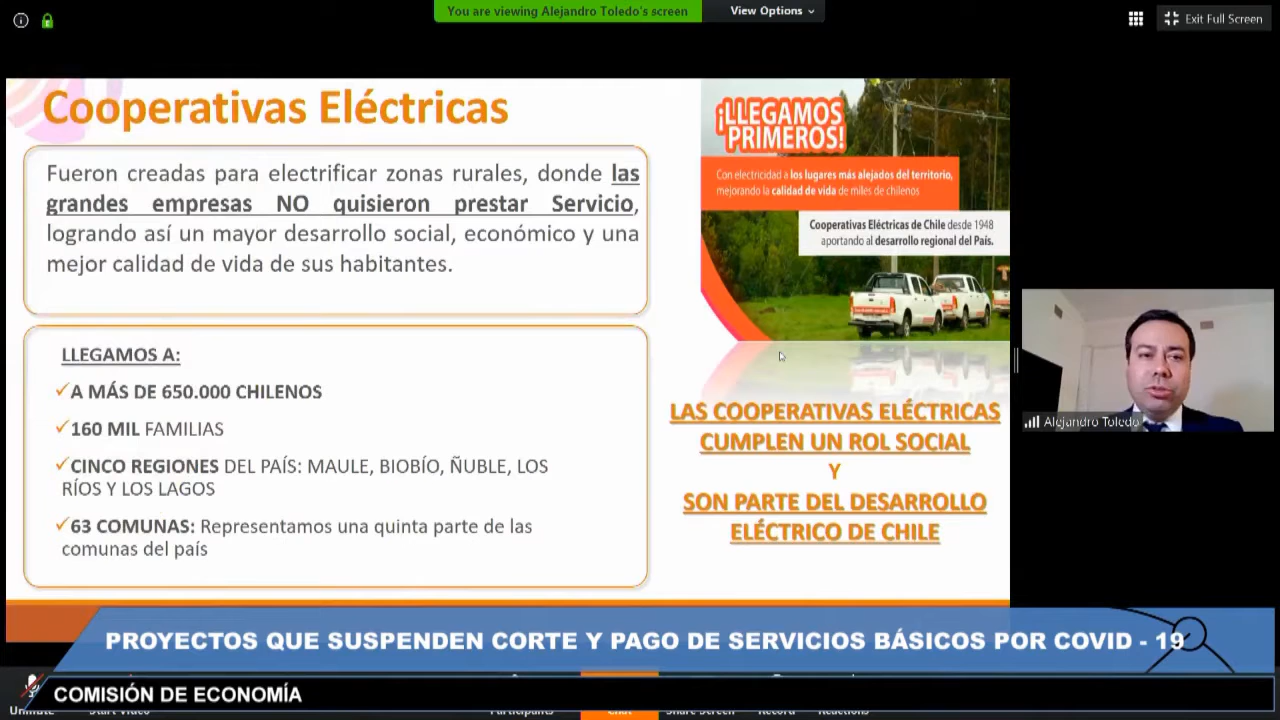 You are viewing Alejandro Toledo's screen
View Options
Exit Full Screen
Cooperativas Eléctricas
Fueron creadas para electrificar zonas rurales, donde las
grandes empresas NO quisieron prestar Servicio,
logrando así un mayor desarrollo social, económico y una
mejor calidad de vida de sus habitantes.
LLEGAMOS A:
A MÁS DE 650.000 CHILENOS
160 MIL FAMILIAS
CINCO REGIONES DEL PAÍS: MAULE, BIOBÍO, ÑUBLE, LOS
RÍOS Y LOS LAGOS
63 COMUNAS: Representamos una quinta parte de las
comunas del país
¡LLEGAMOS
PRIMEROS!
Con electricidad a los lugares más alejados del territorio,
mejorando la calidad de vida de miles de chilenos
Cooperativas Eléctricas de Chile desde 1948
aportando al desarrollo regional del País.
LAS COOPERATIVAS ELÉCTRICAS
CUMPLEN UN ROL SOCIAL
Y
SON PARTE DEL DESARROLLO
ELÉCTRICO DE CHILE
Alejandro Toledo
PROYECTOS QUE SUSPENDEN CORTE Y PAGO DE SERVICIOS BÁSICOS POR COVID - 19
COMISIÓN DE ECONOMÍA